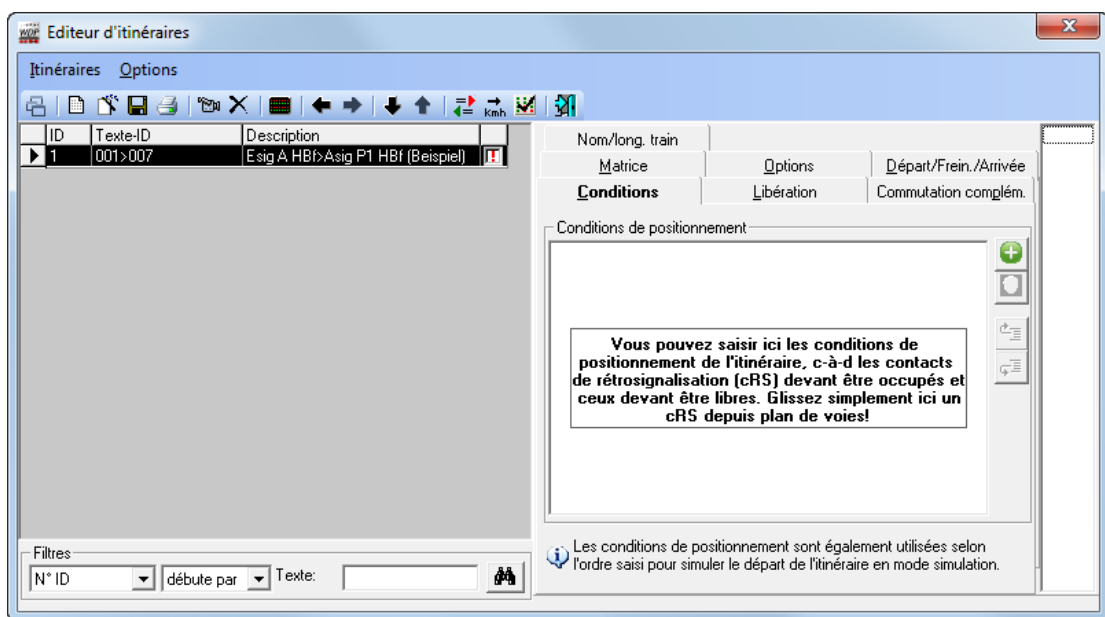 Editeur d'itinéraires
Itinéraires Options
kmh
ID Texte-ID Description
1 001>007 Esig A HBf>Asig P1 HBf (Beispiel)
Nom/long. train
Matrice Options Départ/Frein./Arrivée
Conditions Libération Commutation complém.
Conditions de positionnement
Vous pouvez saisir ici les conditions de
positionnement de l'itinéraire, c-à-d les contacts
de rétrosignalisation (cRS) devant être occupés et
ceux devant être libres. Glissez simplement ici un
cRS depuis plan de voies!
Les conditions de positionnement sont également utilisées selon
l'ordre saisi pour simuler le départ de l'itinéraire en mode simulation.
Filtres
N° ID débute par Texte: